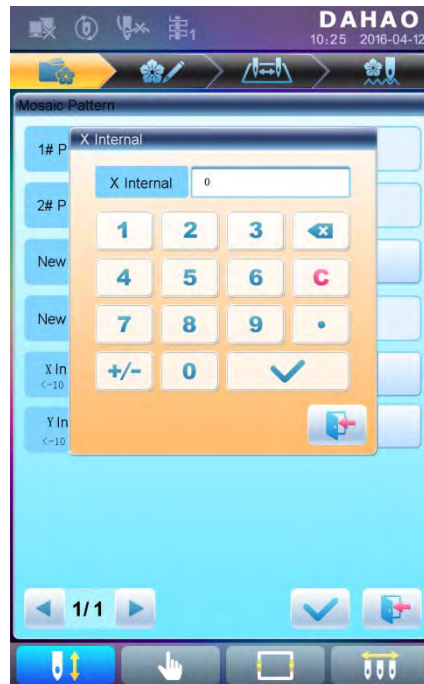 DAHAO
1
10:25 2016-04-12
Mosaic Pattern
X Internal
1# P
X Internal 0
2# P
1 2 3
New
4 5 6 C
New
7 8 9 .
X In
<-10
+/- 0
Y In
<-10
1/1